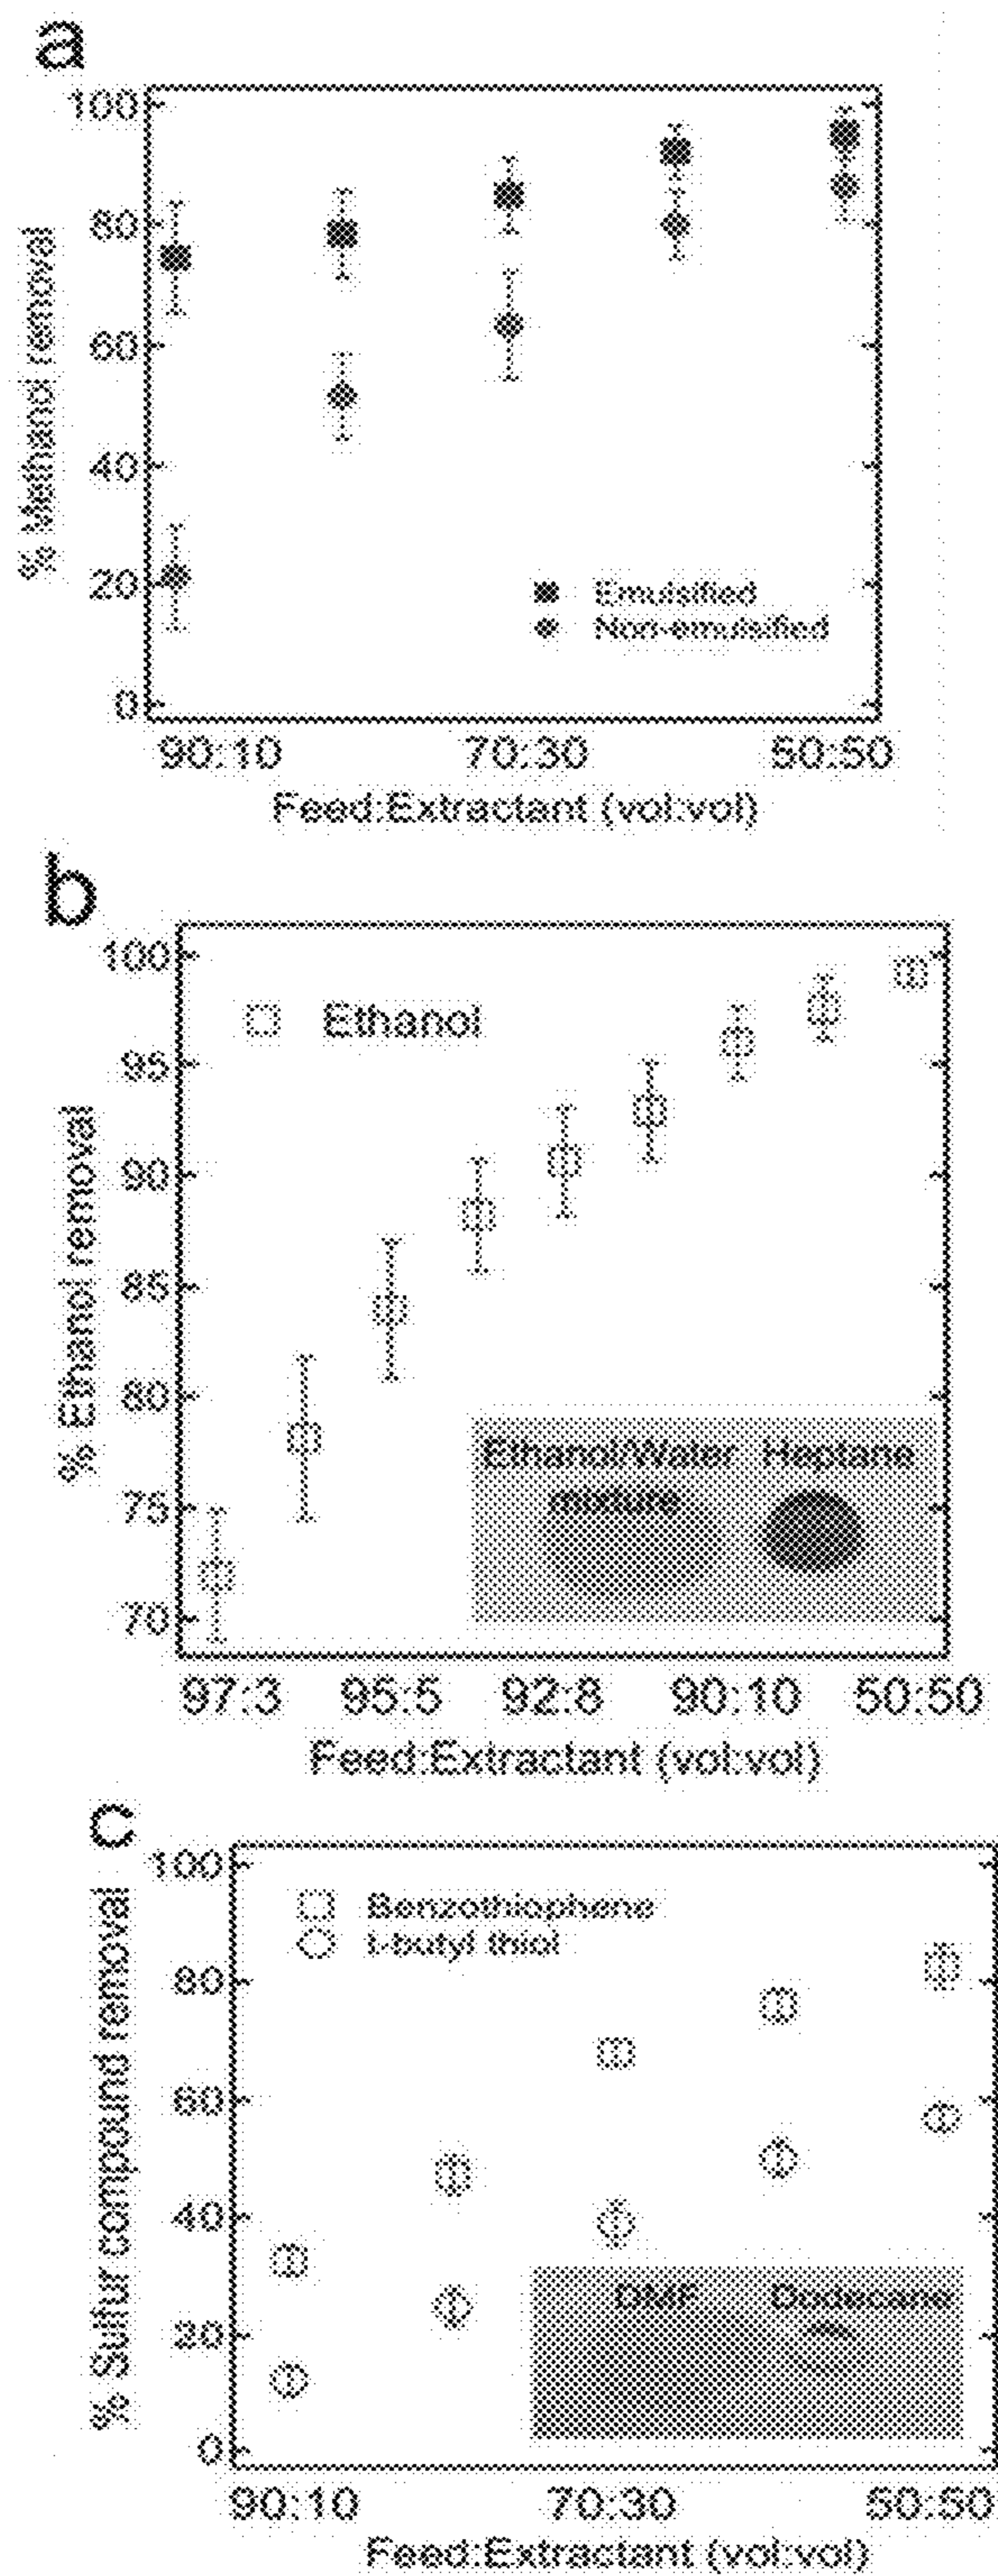 a
100
80
60
40
20
0
% Methanol removal
Emulsified
Non-emulsified
90:10 70:30 50:50
Feed:Extractant (vol:vol)
b
100
95
90
85
80
75
70
% Ethanol removal
Ethanol
Ethanol/Water Heptane
mixture
97:3 95:5 92:8 90:10 50:50
Feed:Extractant (vol:vol)
c
100
80
60
40
20
0
% Sulfur compound removal
Benzothiophene
t-butyl thiol
DMF Dodecane
90:10 70:30 50:50
Feed:Extractant (vol:vol)